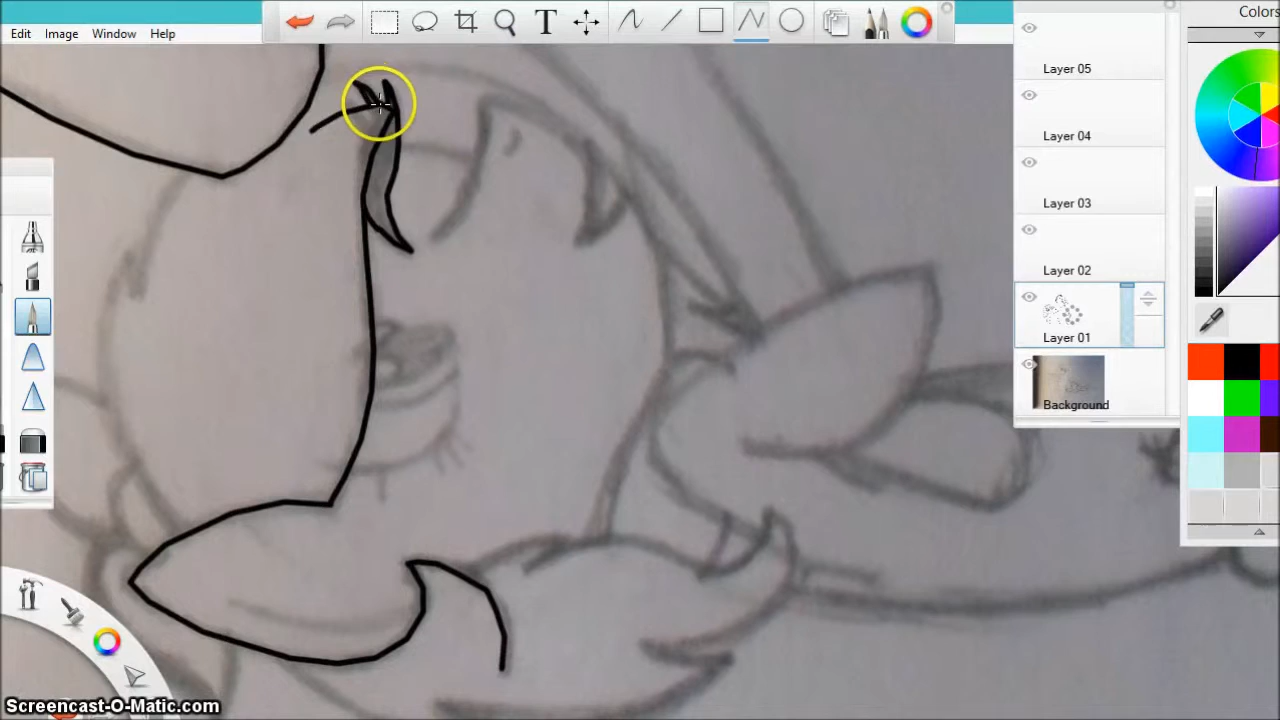 Edit Image Window Help
T
Colors
Layer 05
Layer 04
Layer 03
Layer 02
Layer 01
Background
Screencast-O-Matic.com